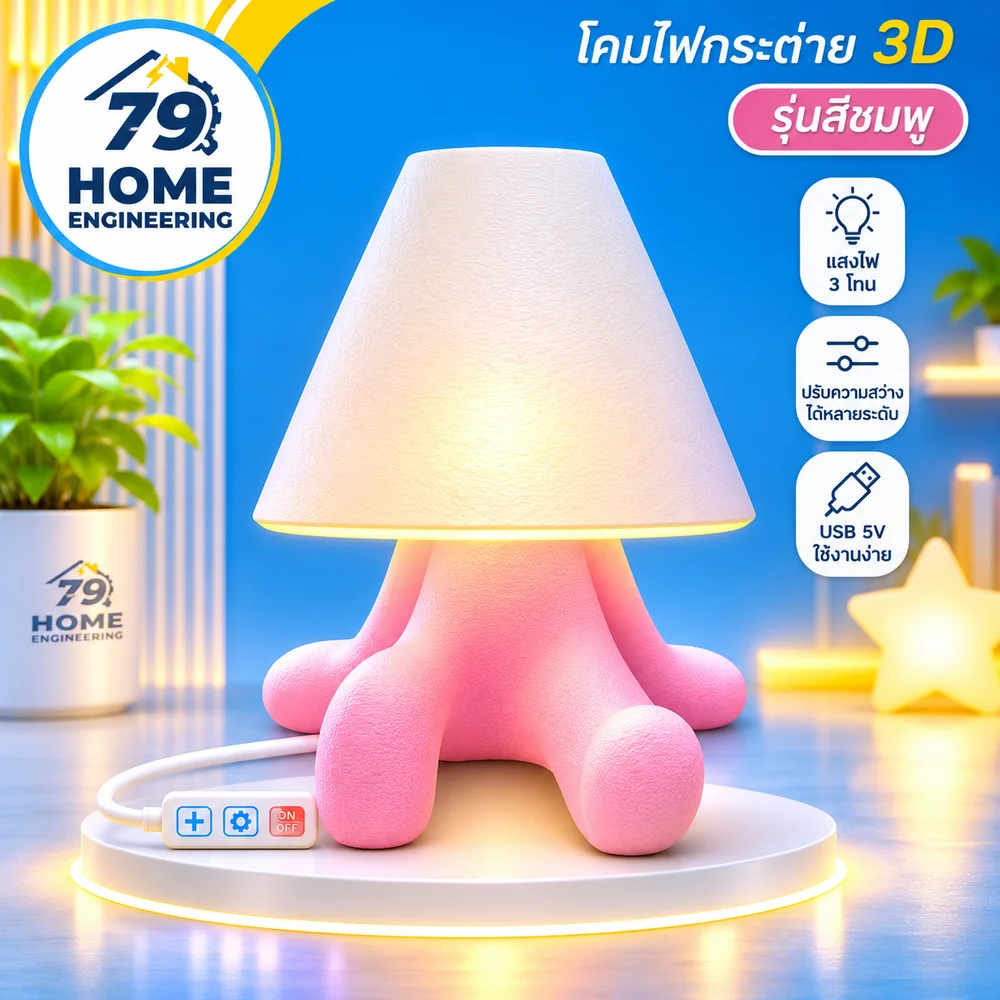 79
HOME
ENGINEERING
โคมไฟกระต่าย 3D
รุ่นสีชมพู
แสงไฟ
3 โทน
ปรับความสว่าง
ได้หลายระดับ
USB 5V
ใช้งานง่าย
79
HOME
ENGINEERING
ON
OFF